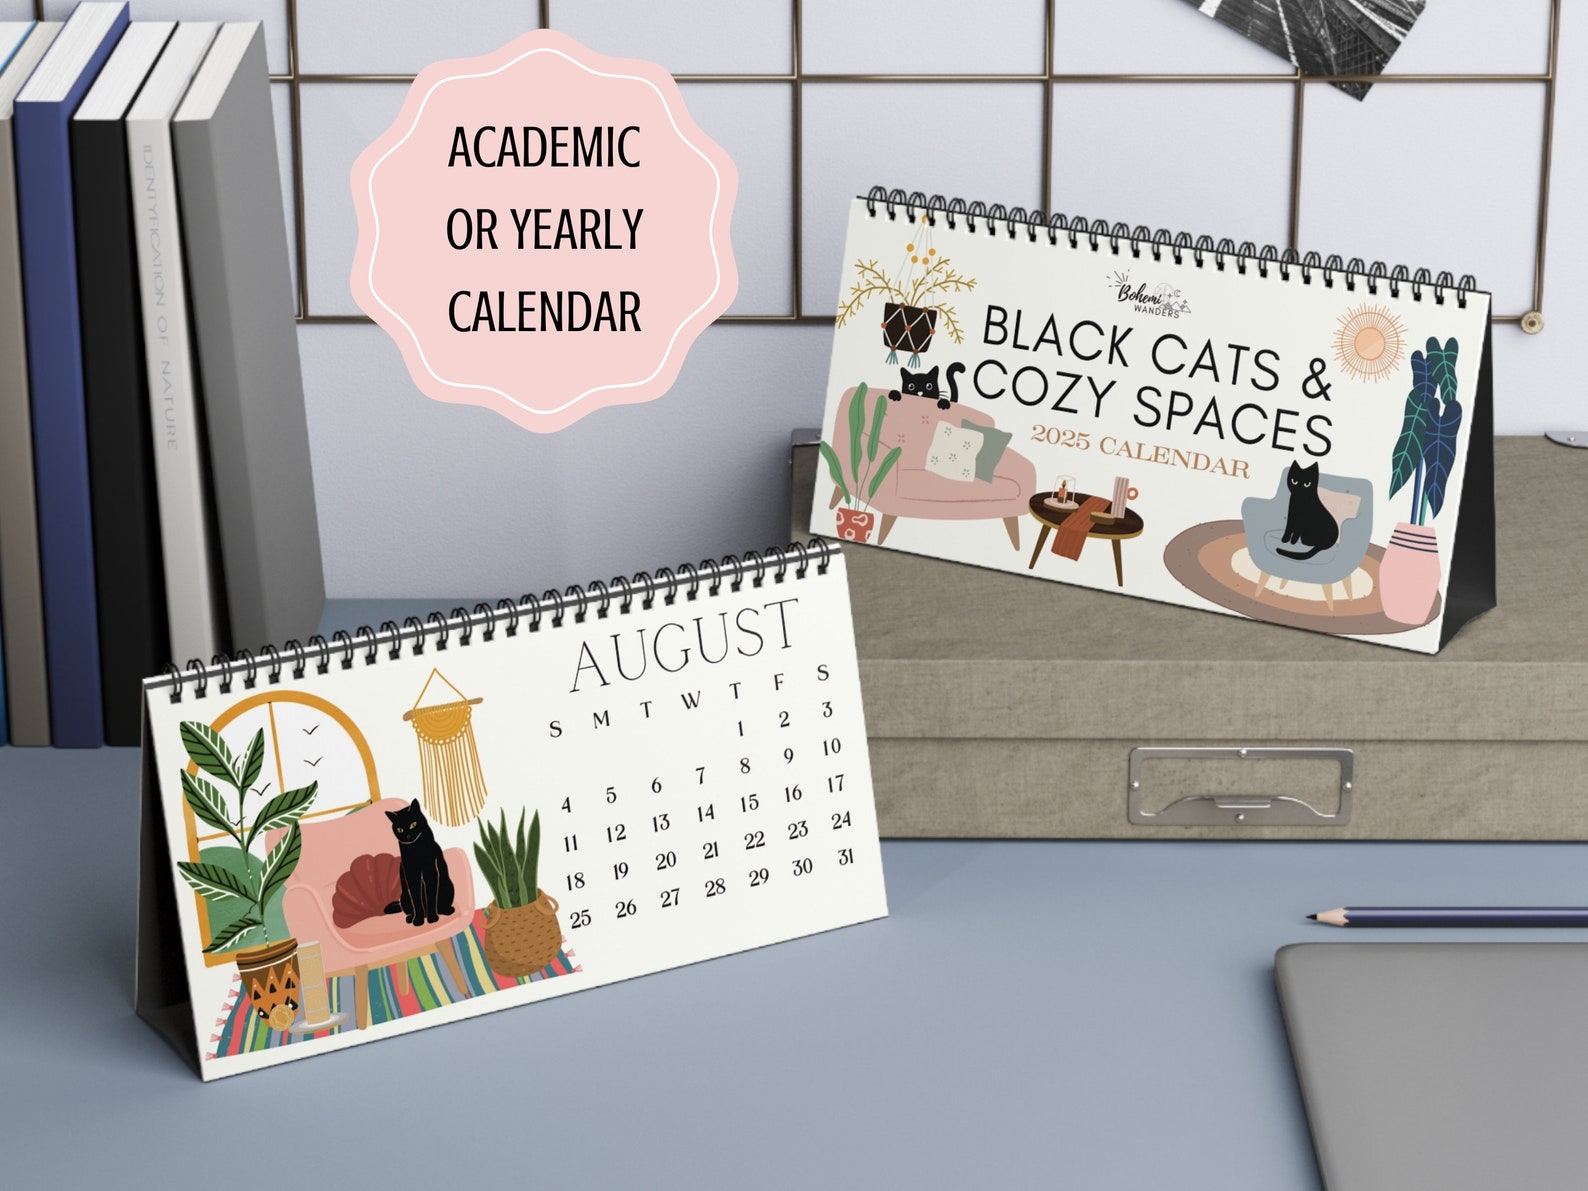 ACADEMIC
OR YEARLY
CALENDAR
IDENTYFICATION OF NATURE
Bohemi
WANDERS
BLACK CATS &
COZY SPACES
2025 CALENDAR
AUGUST
S M T W T F S
1 2 3
4 5 6 7 8 9 10
11 12 13 14 15 16 17
18 19 20 21 22 23 24
25 26 27 28 29 30 31